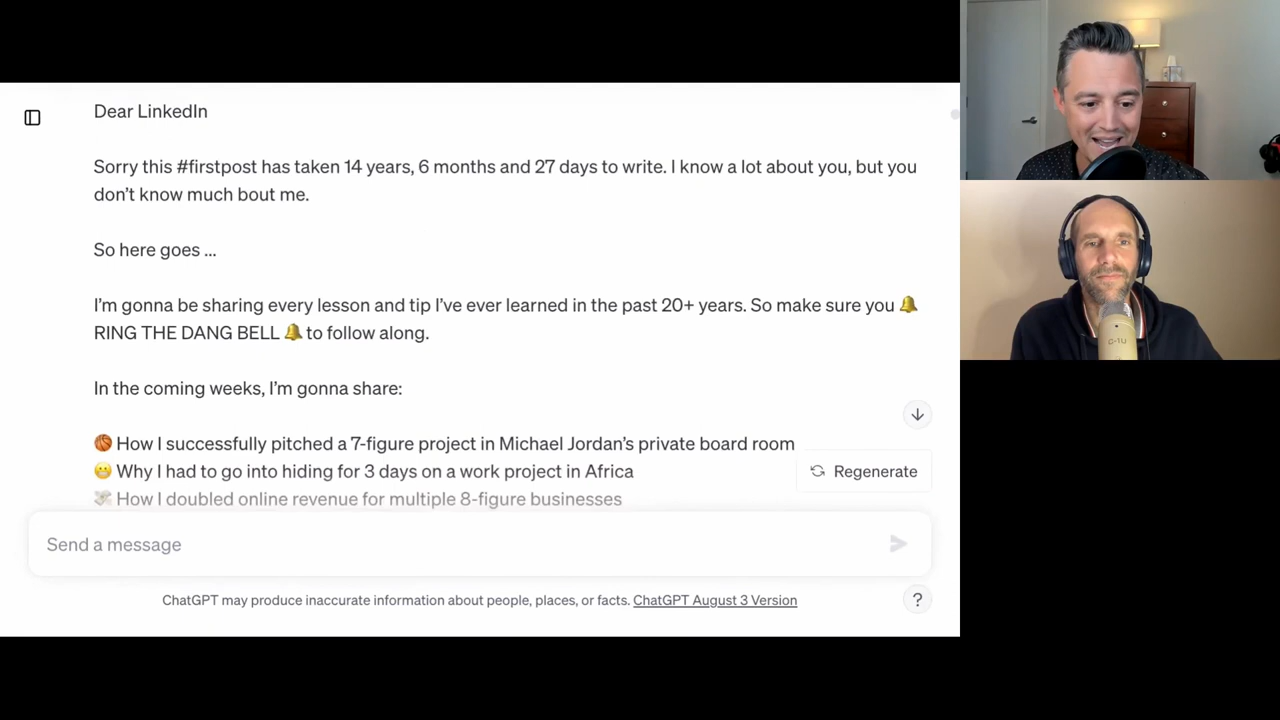 Dear LinkedIn
Sorry this #firstpost has taken 14 years, 6 months and 27 days to write. I know a lot about you, but you
don’t know much bout me.
So here goes ...
I’m gonna be sharing every lesson and tip I’ve ever learned in the past 20+ years. So make sure you 🔔
RING THE DANG BELL 🔔 to follow along.
In the coming weeks, I’m gonna share:
🏀 How I successfully pitched a 7-figure project in Michael Jordan’s private board room
😬 Why I had to go into hiding for 3 days on a work project in Africa
Regenerate
💸 How I doubled online revenue for multiple 8-figure businesses
Send a message
ChatGPT may produce inaccurate information about people, places, or facts. ChatGPT August 3 Version
?
C-1U